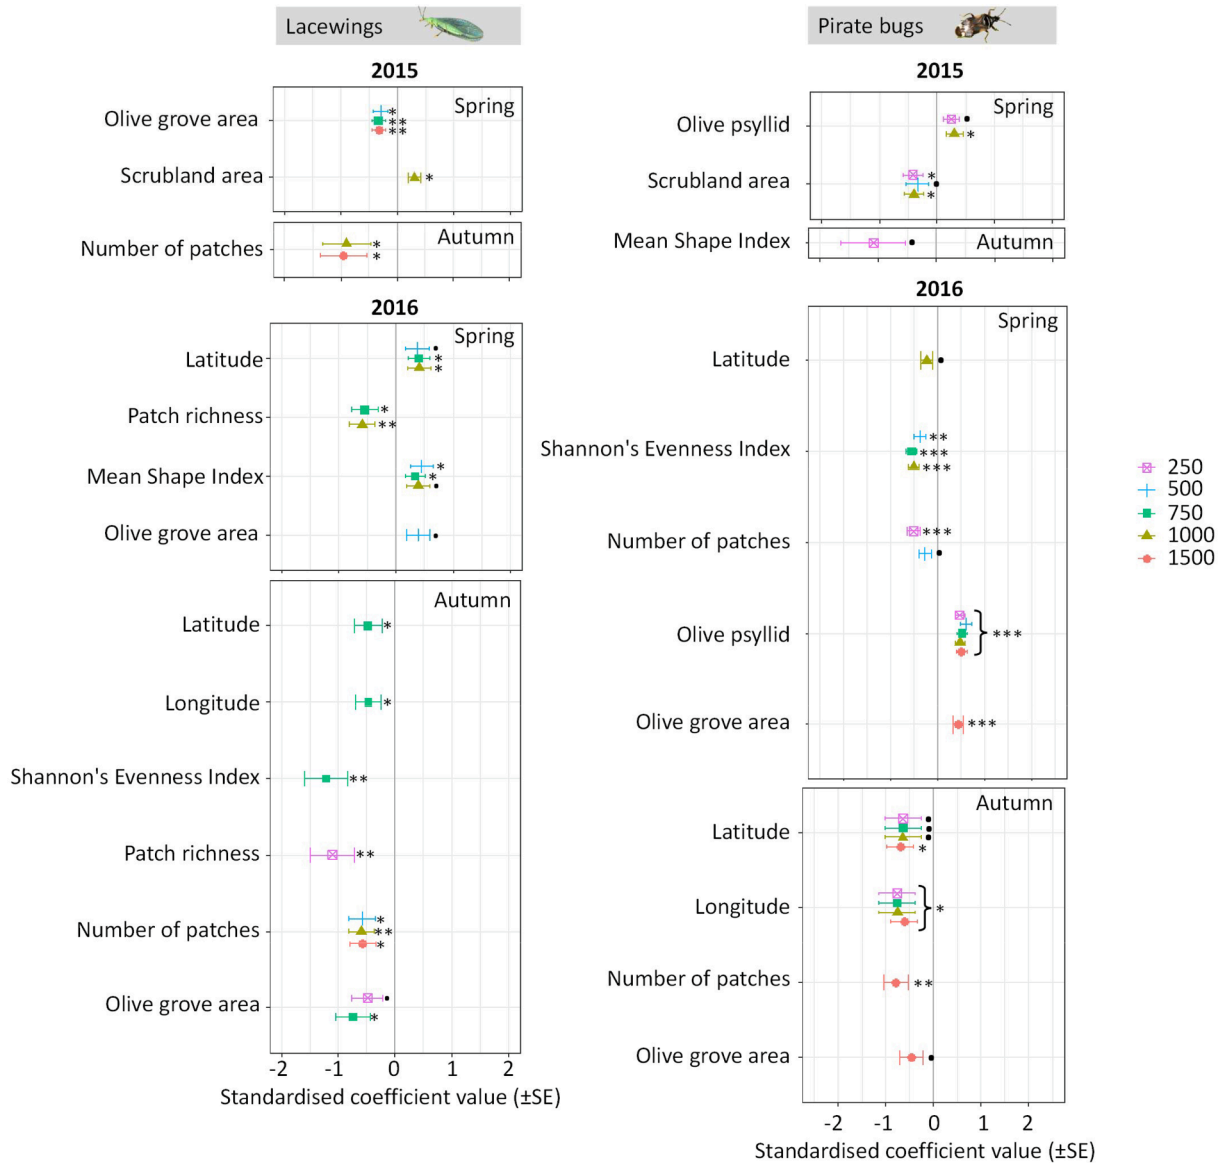 Lacewings
2015
Spring
Olive grove area
*
**
**
Scrubland area
*
Autumn
Number of patches
*
*
2016
Spring
Latitude
•
*
*
Patch richness
*
**
Mean Shape Index
*
*
•
Olive grove area
•
Autumn
Latitude
*
Longitude
*
Shannon's Evenness Index
**
Patch richness
**
Number of patches
*
**
*
Olive grove area
•
*
-2 -1 0 1 2
Standardised coefficient value (±SE)
Pirate bugs
2015
Spring
Olive psyllid
•
*
Scrubland area
*
•
*
Mean Shape Index
•
Autumn
2016
Spring
Latitude
•
Shannon's Evenness Index
**
***
***
Number of patches
***
•
Olive psyllid
***
Olive grove area
***
Autumn
Latitude
•
•
•
*
Longitude
*
Number of patches
**
Olive grove area
•
-2 -1 0 1 2
Standardised coefficient value (±SE)
250
500
750
1000
1500